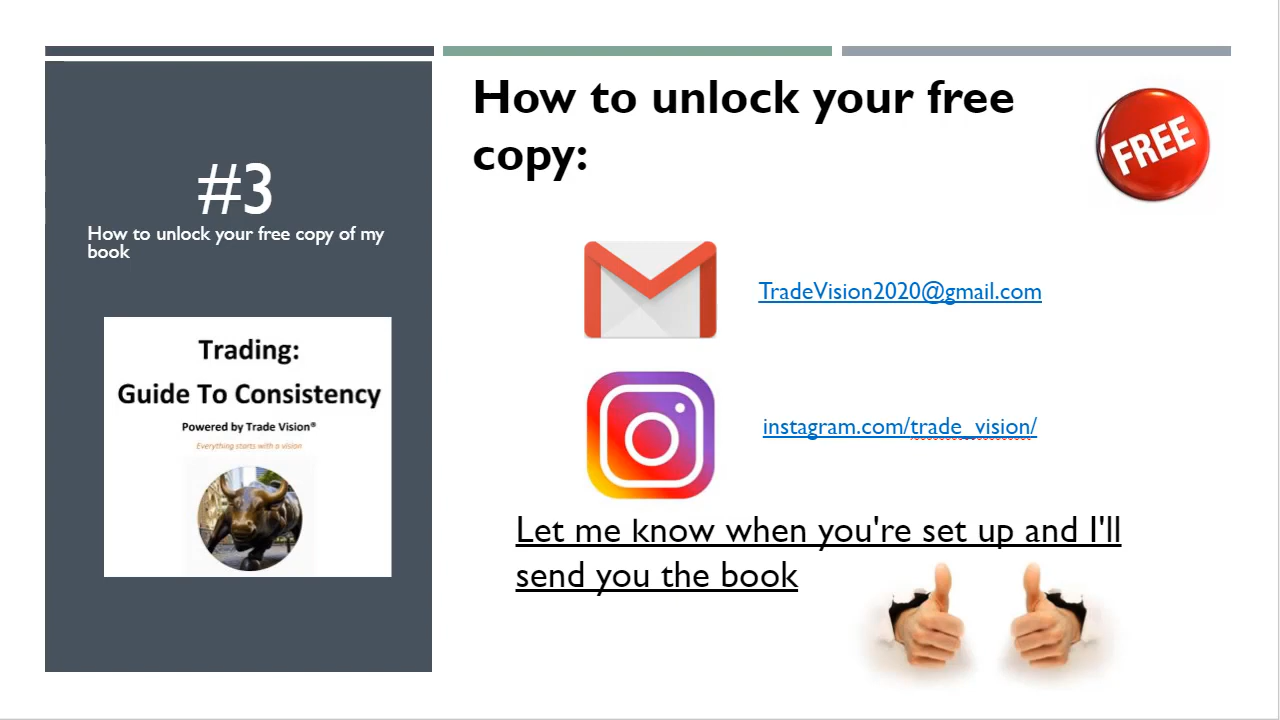 #3
How to unlock your free copy of my
book
Trading:
Guide To Consistency
Powered by Trade Vision®
Everything starts with a vision
How to unlock your free
copy:
FREE
TradeVision2020@gmail.com
instagram.com/trade_vision/
Let me know when you're set up and I'll
send you the book